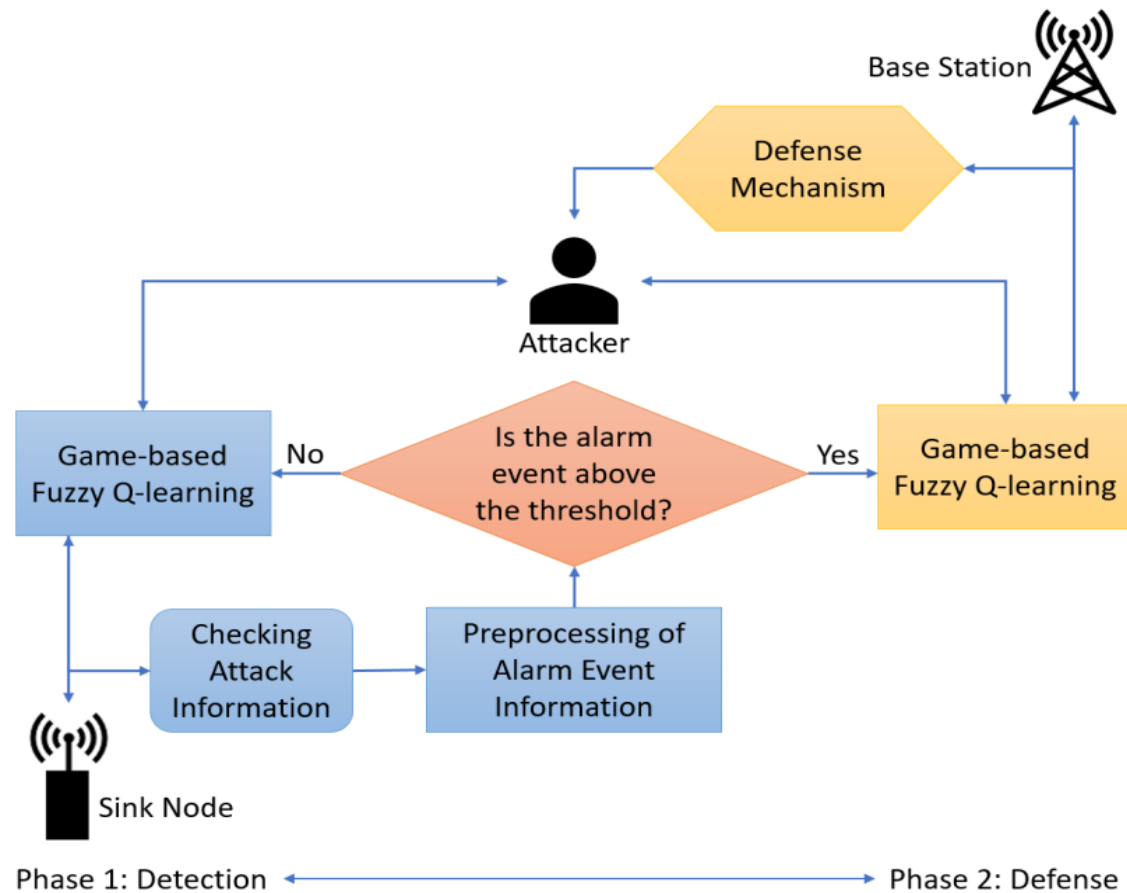 Base Station
Defense
Mechanism
Attacker
Game-based
Fuzzy Q-learning
No
Is the alarm
event above
the threshold?
Yes
Game-based
Fuzzy Q-learning
Checking
Attack
Information
Preprocessing of
Alarm Event
Information
Sink Node
Phase 1: Detection
Phase 2: Defense